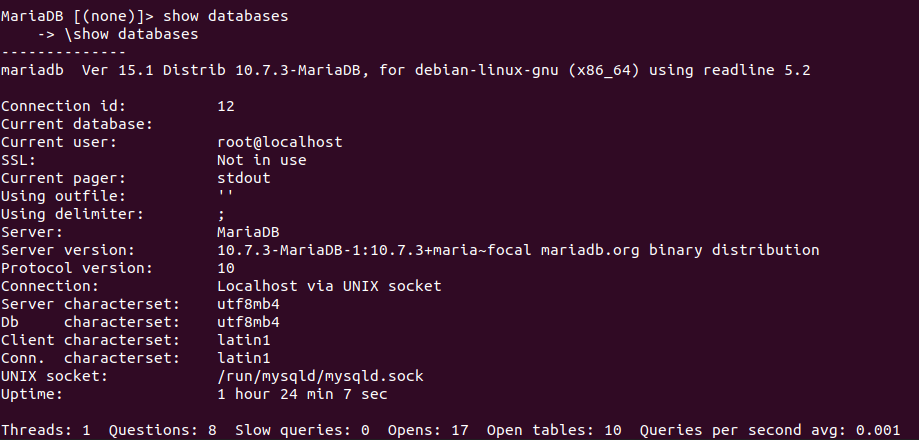 MariaDB [(none)]> show databases
    -> \show databases
--------------
mariadb  Ver 15.1 Distrib 10.7.3-MariaDB, for debian-linux-gnu (x86_64) using readline 5.2

Connection id:          12
Current database:
Current user:           root@localhost
SSL:                    Not in use
Current pager:          stdout
Using outfile:          ''
Using delimiter:        ;
Server:                 MariaDB
Server version:         10.7.3-MariaDB-1:10.7.3+maria~focal mariadb.org binary distribution
Protocol version:       10
Connection:             Localhost via UNIX socket
Server characterset:    utf8mb4
Db     characterset:    utf8mb4
Client characterset:    latin1
Conn.  characterset:    latin1
UNIX socket:            /run/mysqld/mysqld.sock
Uptime:                 1 hour 24 min 7 sec

Threads: 1  Questions: 8  Slow queries: 0  Opens: 17  Open tables: 10  Queries per second avg: 0.001